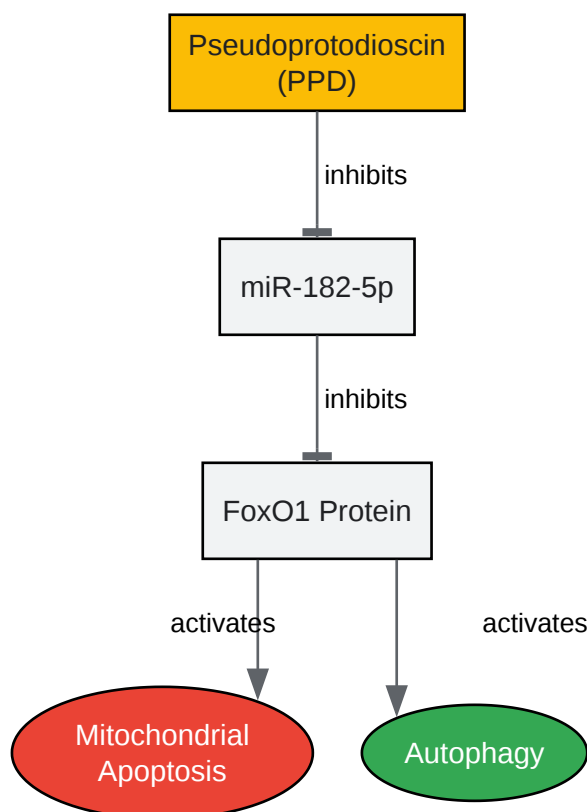 Pseudoprotodioscin
(PPD)
inhibits
miR-182-5p
inhibits
FoxO1 Protein
activates
activates
Mitochondrial
Apoptosis
Autophagy